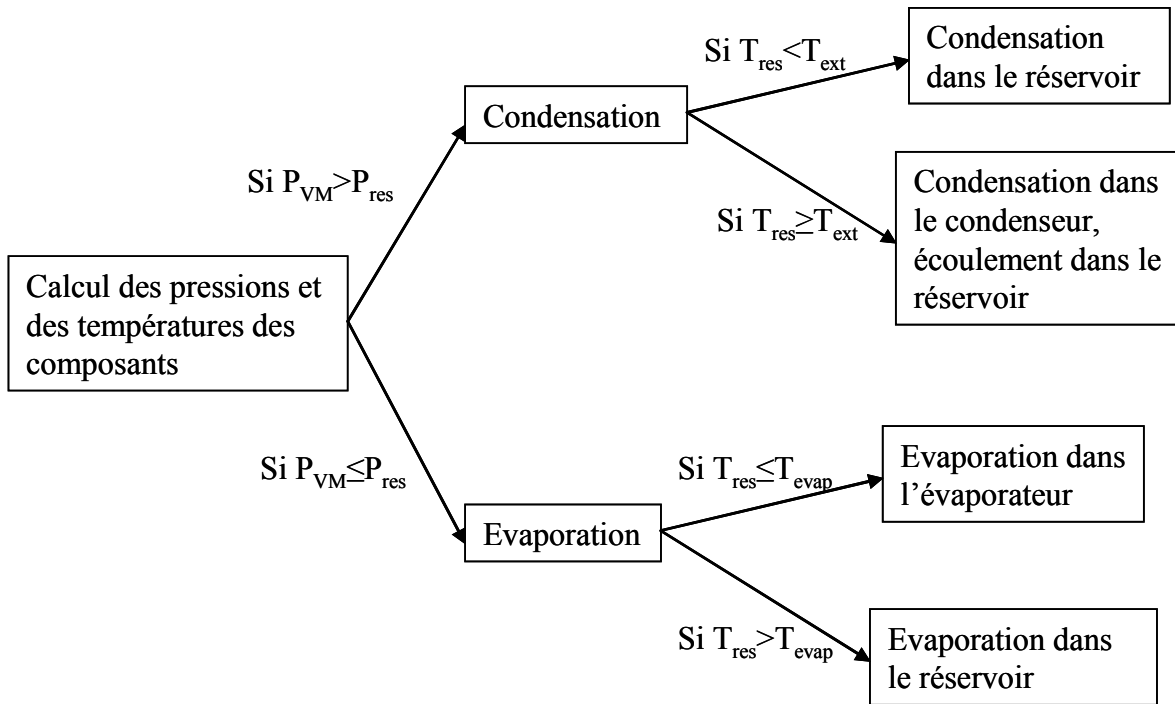 Calcul des pressions et
des températures des
composants
Si P_VM>P_res
Si P_VM≤P_res
Condensation
Si T_res<T_ext
Si T_res≥T_ext
Condensation
dans le réservoir
Condensation dans
le condenseur,
écoulement dans le
réservoir
Evaporation
Si T_res≤T_evap
Si T_res>T_evap
Evaporation dans
l’évaporateur
Evaporation dans
le réservoir